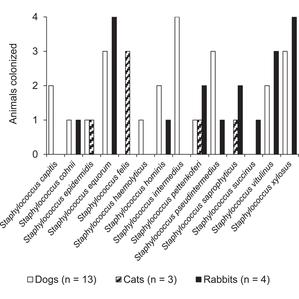 Animals colonized
4
3
2
1
0
Staphylococcus capitis
Staphylococcus cohnii
Staphylococcus epidermidis
Staphylococcus equorum
Staphylococcus felis
Staphylococcus haemolyticus
Staphylococcus hominis
Staphylococcus intermedius
Staphylococcus pettenkoferi
Staphylococcus pseudintermedius
Staphylococcus saprophyticus
Staphylococcus succinus
Staphylococcus vitulinus
Staphylococcus xylosus
Dogs (n = 13) Cats (n = 3) Rabbits (n = 4)